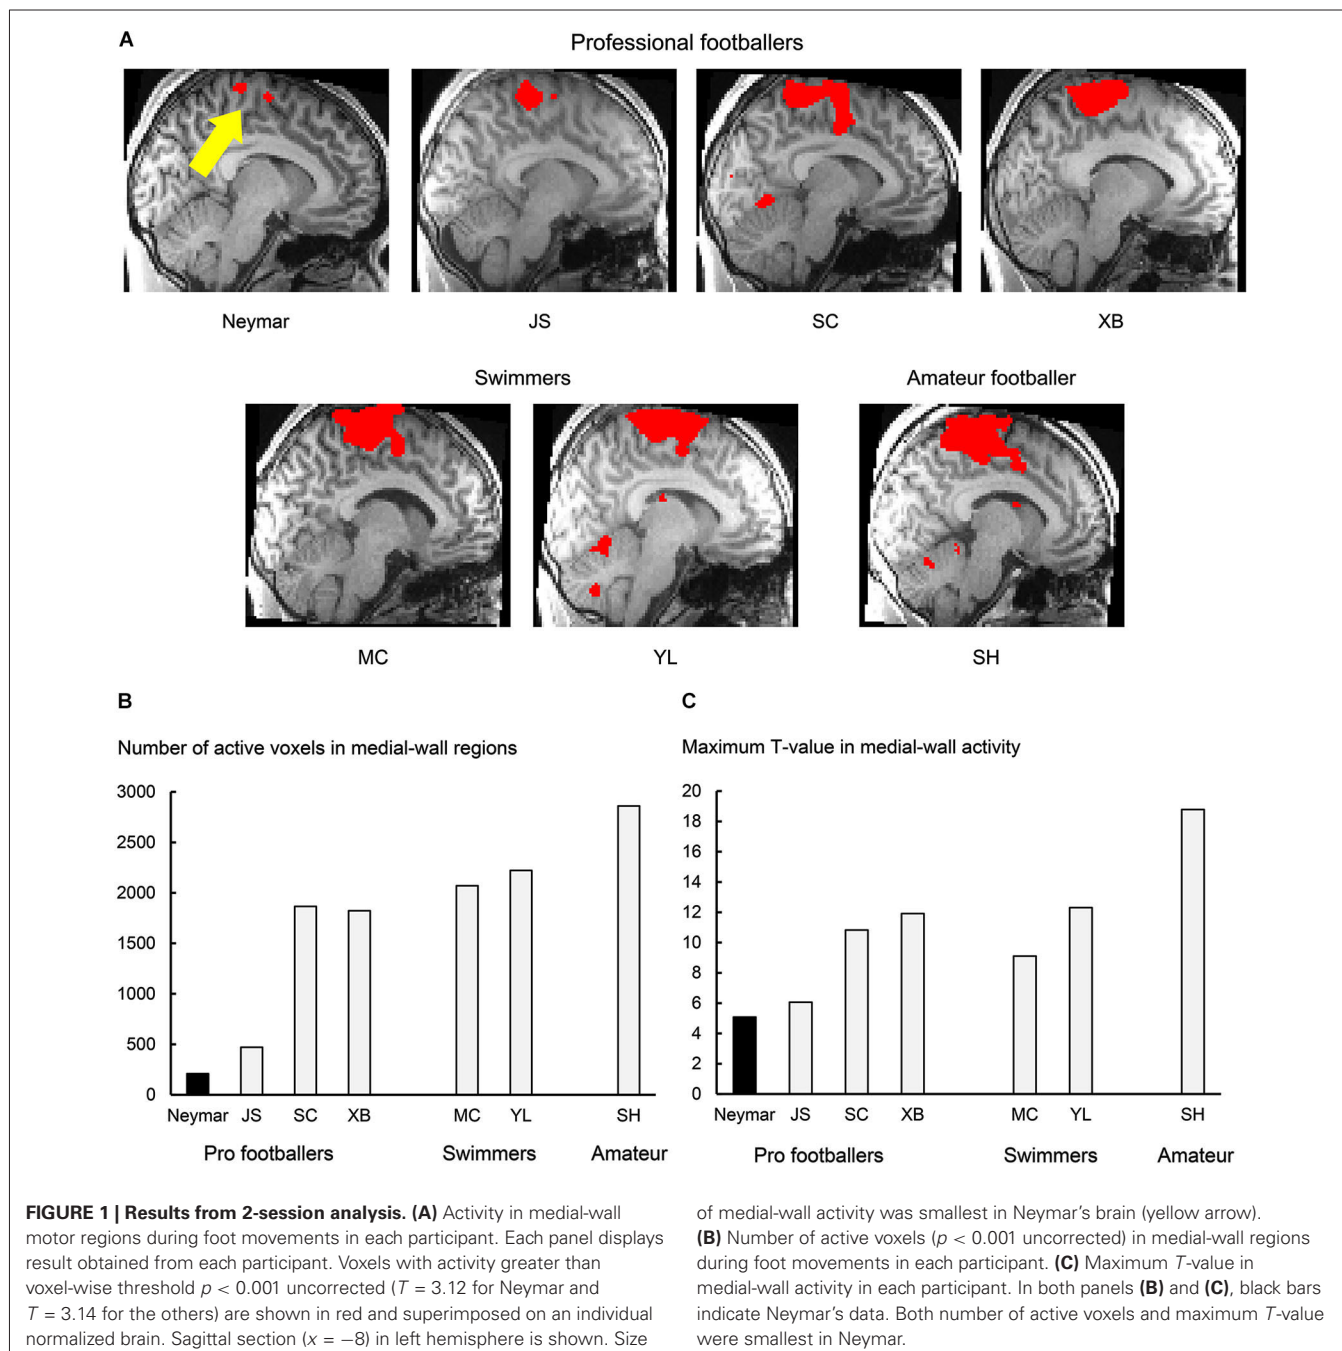 A
Professional footballers
Neymar
JS
SC
XB
Swimmers
Amateur footballer
MC
YL
SH
B
Number of active voxels in medial-wall regions
3000
2500
2000
1500
1000
500
0
Neymar JS SC XB MC YL SH
Pro footballers Swimmers Amateur
C
Maximum T-value in medial-wall activity
20
18
16
14
12
10
8
6
4
2
0
Neymar JS SC XB MC YL SH
Pro footballers Swimmers Amateur
FIGURE 1 | Results from 2-session analysis. (A) Activity in medial-wall
motor regions during foot movements in each participant. Each panel displays
result obtained from each participant. Voxels with activity greater than
voxel-wise threshold p < 0.001 uncorrected (T = 3.12 for Neymar and
T = 3.14 for the others) are shown in red and superimposed on an individual
normalized brain. Sagittal section (x = −8) in left hemisphere is shown. Size
of medial-wall activity was smallest in Neymar's brain (yellow arrow).
(B) Number of active voxels (p < 0.001 uncorrected) in medial-wall regions
during foot movements in each participant. (C) Maximum T-value in
medial-wall activity in each participant. In both panels (B) and (C), black bars
indicate Neymar's data. Both number of active voxels and maximum T-value
were smallest in Neymar.